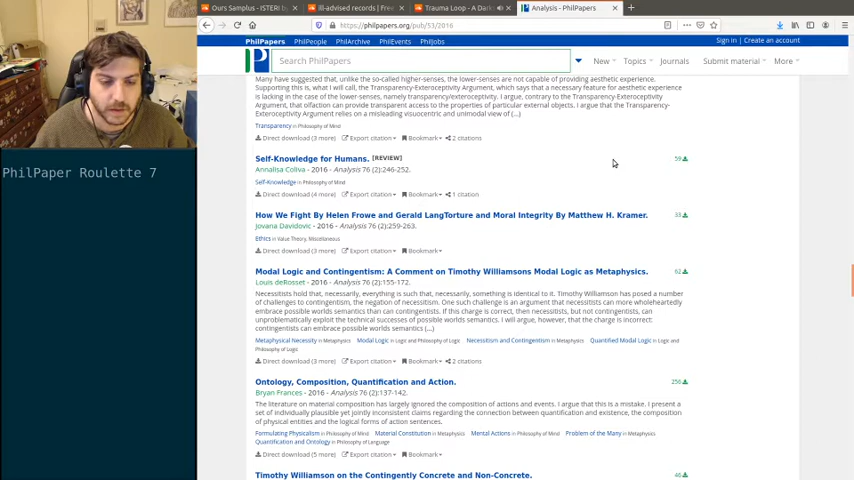 Ours Samplus - ISTERI b
ill-advised records | Free
Trauma Loop - A Dark
Analysis - PhilPapers
https://philpapers.org/pub/53/2016
PhilPapers PhilPeople PhilArchive PhilEvents PhilJobs
Sign in | Create an account
Search PhilPapers
New Topics Journals Submit material More
Many have suggested that, unlike the so-called higher-senses, the lower-senses are not capable of providing aesthetic experience.
Supporting this is, what I will call, the Transparency-Exteroceptivity Argument, which says that a necessary feature for aesthetic experience
is lacking in the case of the lower-senses, namely transparency/exteroceptivity. I argue, contrary to the Transparency-Exteroceptivity
Argument, that olfaction can provide transparent access to the properties of particular external objects. I argue that the Transparency-
Exteroceptivity Argument relies on a misleading visuocentric and unimodal view of (...)
Transparency in Philosophy of Mind
Direct download (3 more) Export citation Bookmark 2 citations
Self-Knowledge for Humans. [REVIEW]
59
Annalisa Coliva - 2016 - Analysis 76 (2):246-252.
Self-Knowledge in Philosophy of Mind
Direct download (4 more) Export citation Bookmark 1 citation
PhilPaper Roulette 7
How We Fight By Helen Frowe and Gerald LangTorture and Moral Integrity By Matthew H. Kramer.
33
Jovana Davidovic - 2016 - Analysis 76 (2):259-263.
Ethics in Value Theory, Miscellaneous
Direct download (3 more) Export citation Bookmark
Modal Logic and Contingentism: A Comment on Timothy Williamsons Modal Logic as Metaphysics.
62
Louis deRosset - 2016 - Analysis 76 (2):155-172.
Necessitists hold that, necessarily, everything is such that, necessarily, something is identical to it. Timothy Williamson has posed a number
of challenges to contingentism, the negation of necessitism. One such challenge is an argument that necessitists can more wholeheartedly
embrace possible worlds semantics than can contingentists. If this charge is correct, then necessitists, but not contingentists, can
unproblematically exploit the technical successes of possible worlds semantics. I will argue, however, that the charge is incorrect:
contingentists can embrace possible worlds semantics (...)
Metaphysical Necessity in Metaphysics Modal Logic in Logic and Philosophy of Logic Necessitism and Contingentism in Metaphysics Quantified Modal Logic in Logic and
Philosophy of Logic
Direct download (3 more) Export citation Bookmark 2 citations
Ontology, Composition, Quantification and Action.
256
Bryan Frances - 2016 - Analysis 76 (2):137-142.
The literature on material composition has largely ignored the composition of actions and events. I argue that this is a mistake. I present a
set of individually plausible yet jointly inconsistent claims regarding the connection between quantification and existence, the composition
of physical entities and the logical forms of action sentences.
Formulating Physicalism in Philosophy of Mind Material Constitution in Metaphysics Mental Actions in Philosophy of Mind Problem of the Many in Metaphysics
Quantification and Ontology in Philosophy of Language
Direct download (5 more) Export citation Bookmark
Timothy Williamson on the Contingently Concrete and Non-Concrete.
46